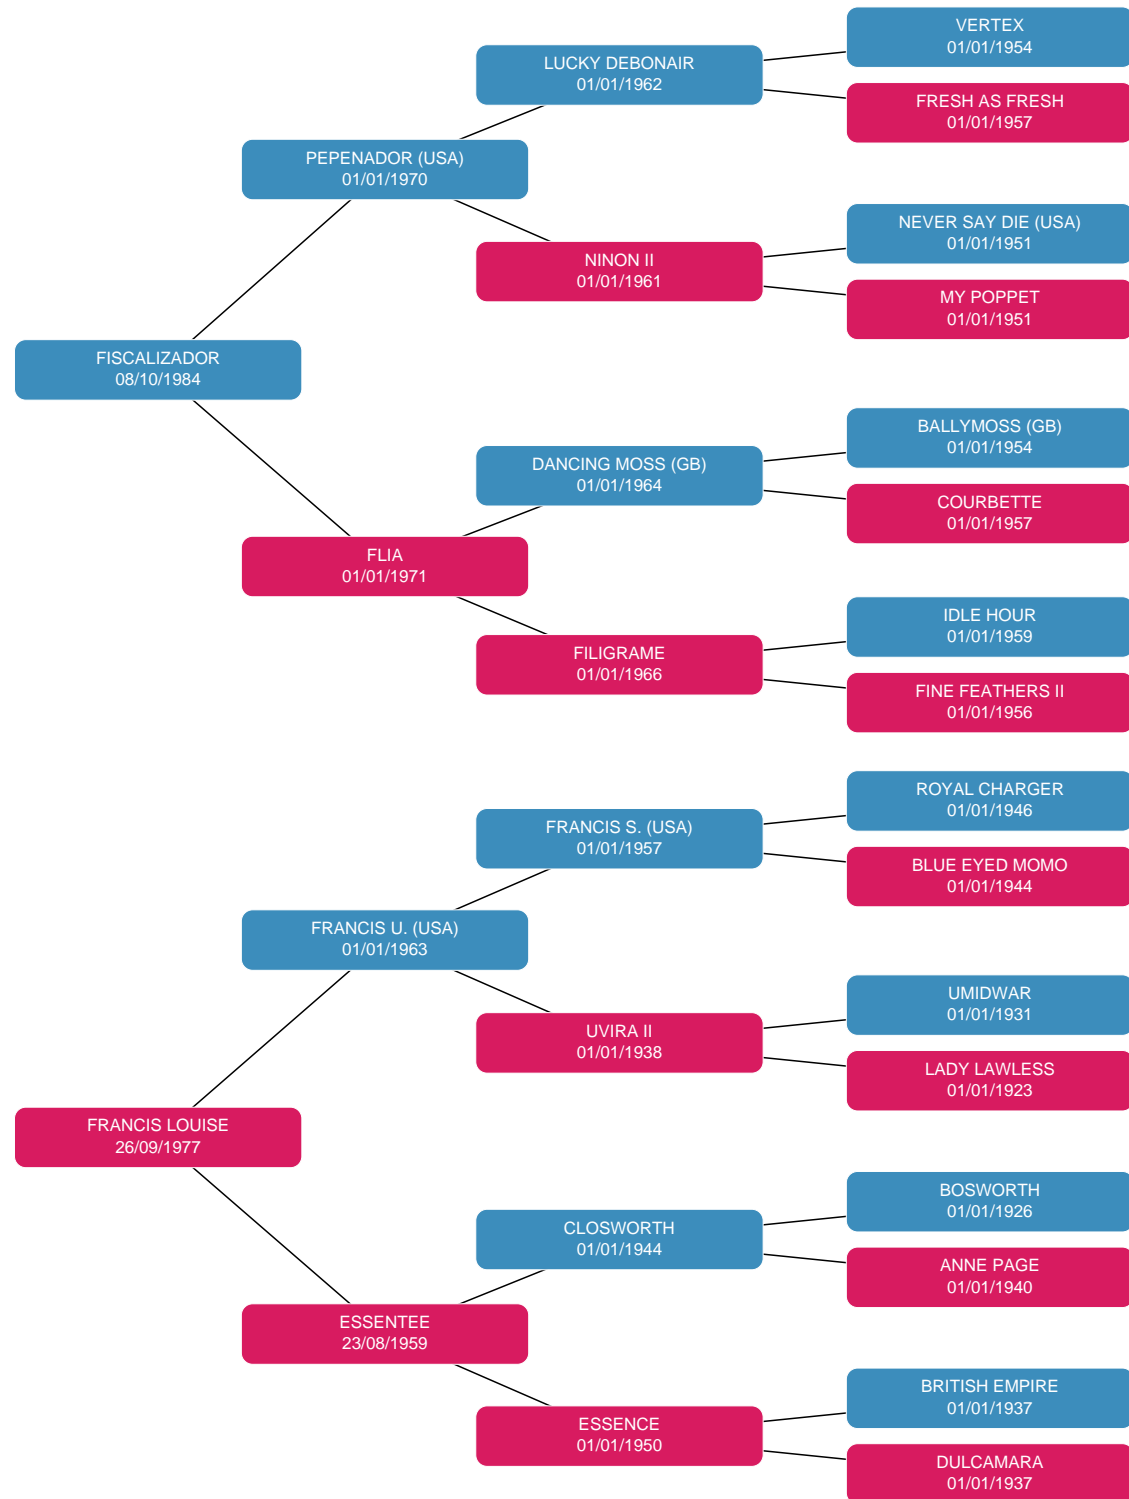 VERTEX
01/01/1954
LUCKY DEBONAIR
01/01/1962
FRESH AS FRESH
01/01/1957
PEPENADOR (USA)
01/01/1970
NEVER SAY DIE (USA)
01/01/1951
NINON II
01/01/1961
MY POPPET
01/01/1951
FISCALIZADOR
08/10/1984
BALLYMOSS (GB)
01/01/1954
DANCING MOSS (GB)
01/01/1964
COURBETTE
01/01/1957
FLIA
01/01/1971
IDLE HOUR
01/01/1959
FILIGRAME
01/01/1966
FINE FEATHERS II
01/01/1956
ROYAL CHARGER
01/01/1946
FRANCIS S. (USA)
01/01/1957
BLUE EYED MOMO
01/01/1944
FRANCIS U. (USA)
01/01/1963
UMIDWAR
01/01/1931
UVIRA II
01/01/1938
LADY LAWLESS
01/01/1923
FRANCIS LOUISE
26/09/1977
BOSWORTH
01/01/1926
CLOSWORTH
01/01/1944
ANNE PAGE
01/01/1940
ESSENTEE
23/08/1959
BRITISH EMPIRE
01/01/1937
ESSENCE
01/01/1950
DULCAMARA
01/01/1937